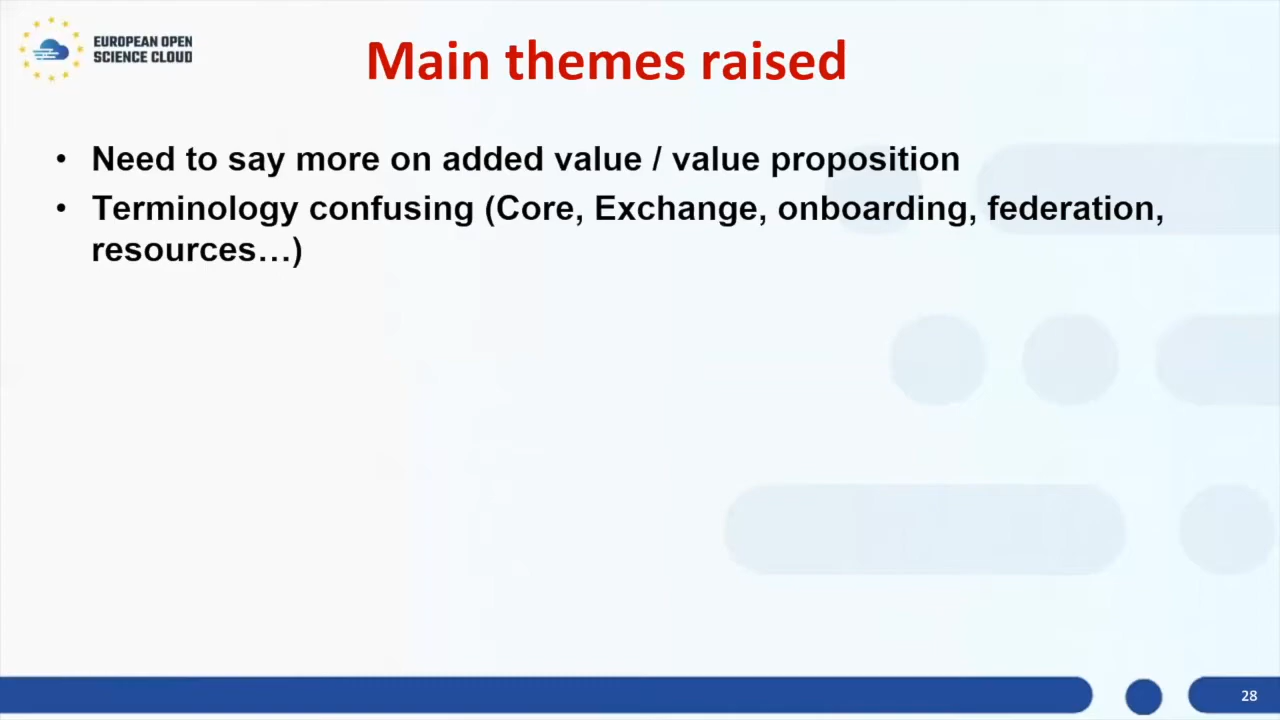 EUROPEAN OPEN
SCIENCE CLOUD
Main themes raised
• Need to say more on added value / value proposition
• Terminology confusing (Core, Exchange, onboarding, federation,
resources…)
28